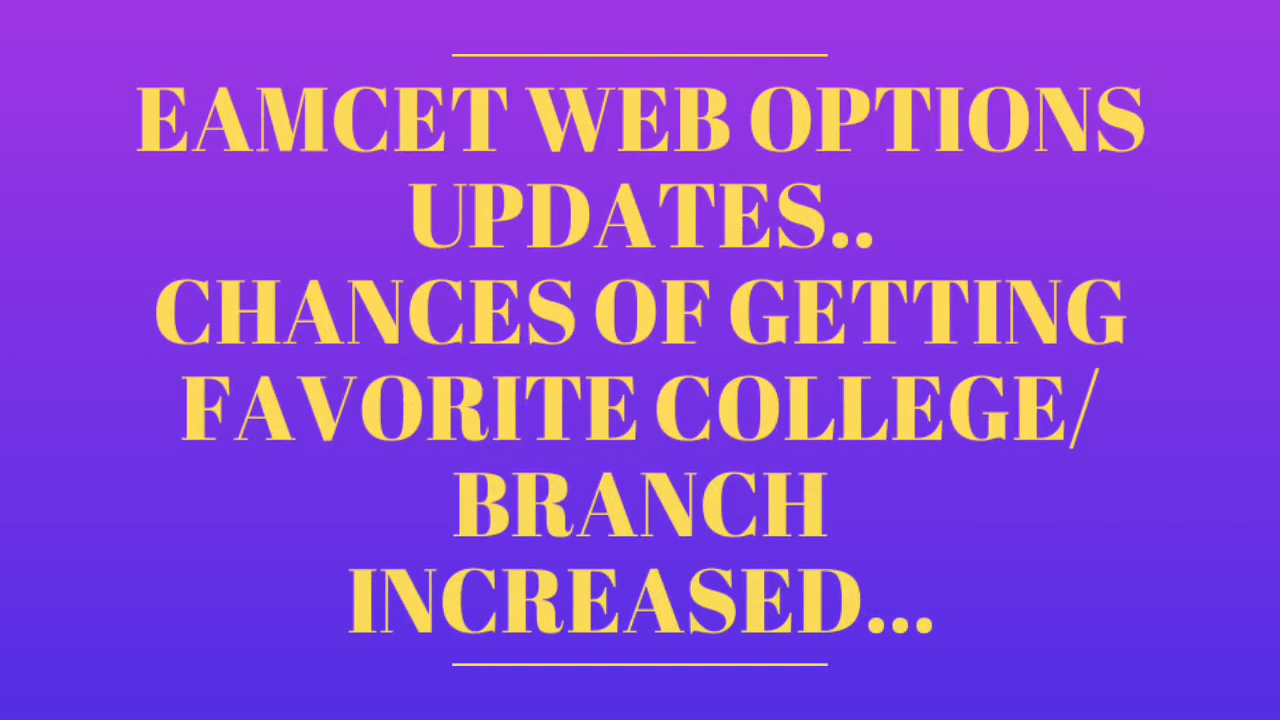 EAMCET WEB OPTIONS
UPDATES..
CHANCES OF GETTING
FAVORITE COLLEGE/
BRANCH
INCREASED...